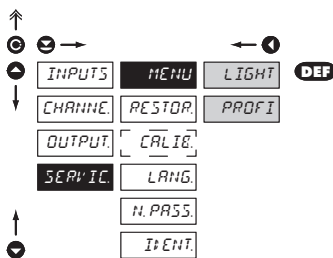 INPUTS MENU LIGHT DEF
CHANNE. RESTOR. PROFI
OUTPUT. CALIB.
SERVIC. LANG.
N. PASS.
IDENT.